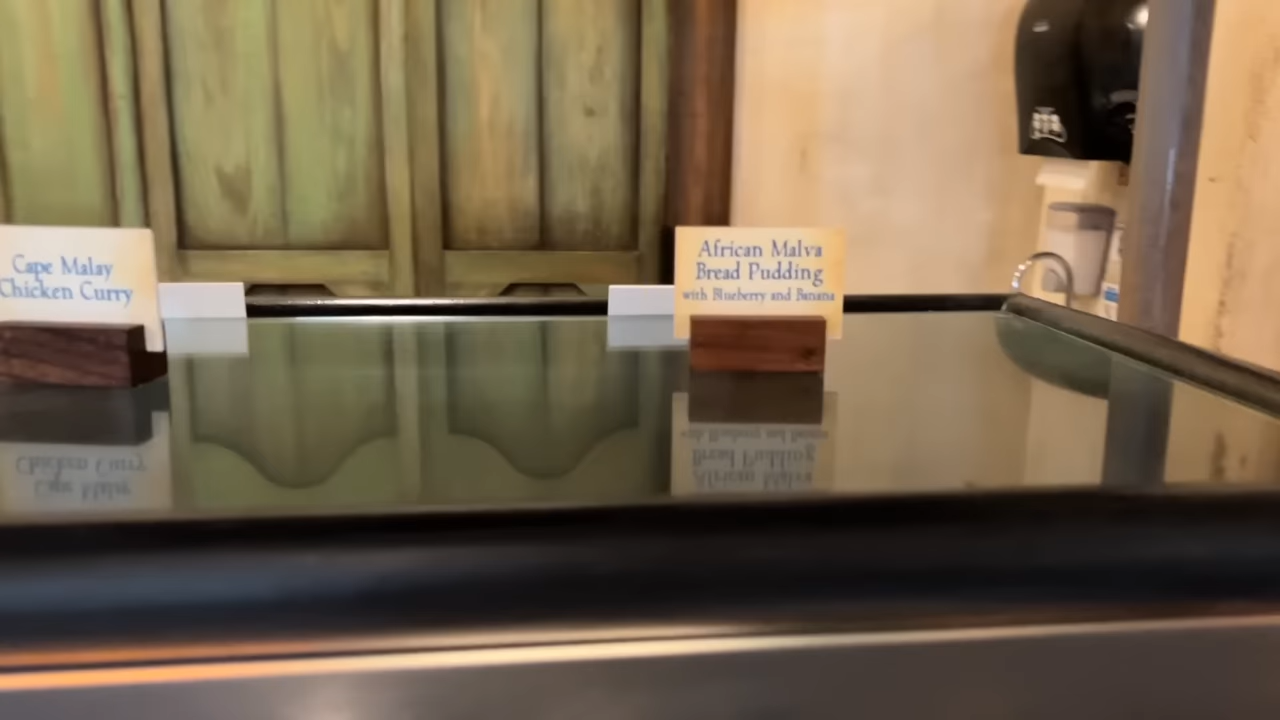 Cape Malay
Chicken Curry
African Malva
Bread Pudding
with Blueberry and Banana